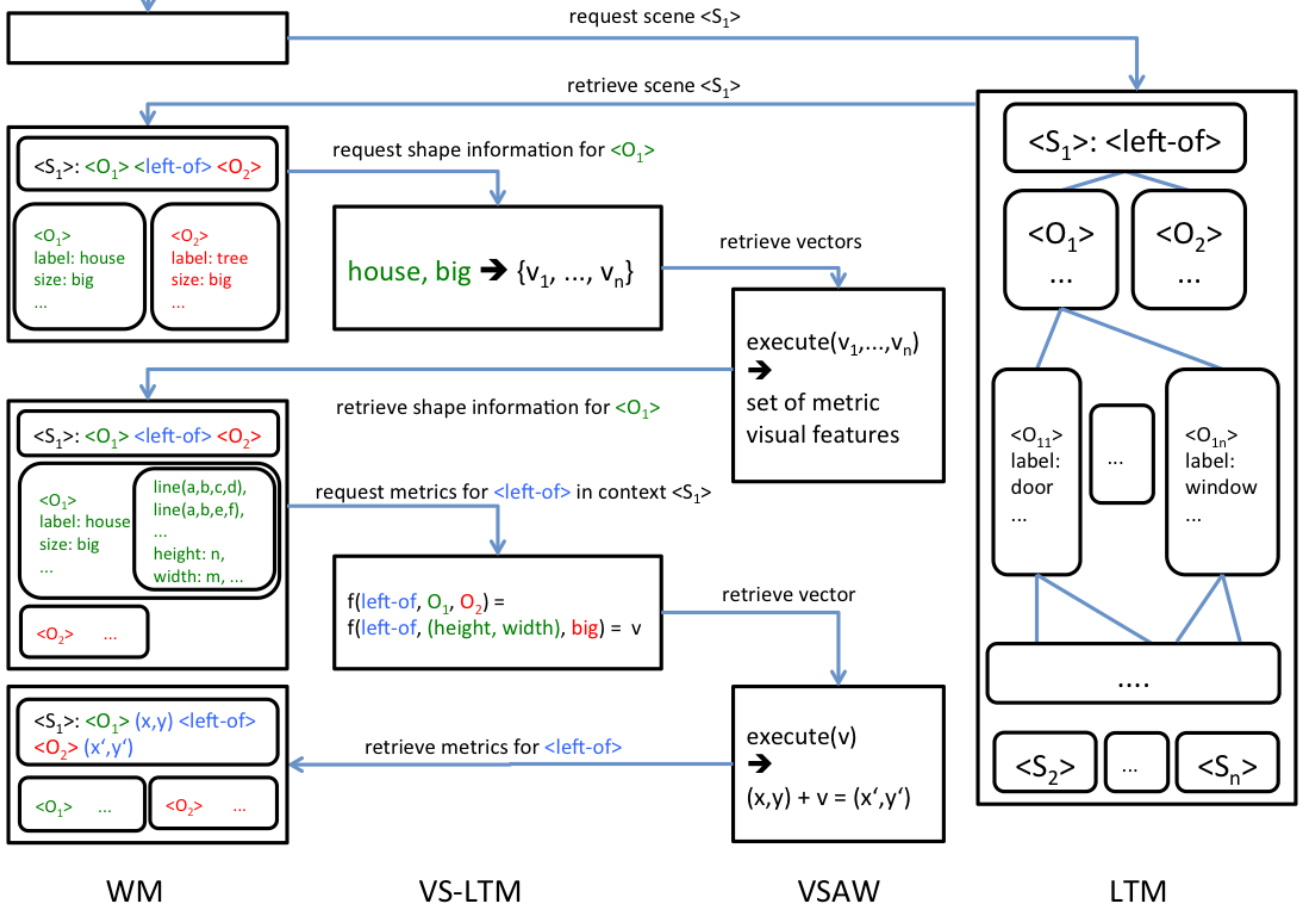 request scene <S₁>
retrieve scene <S₁>
<S₁>: <O₁> <left-of> <O₂>
<O₁>
label: house
size: big
...
<O₂>
label: tree
size: big
...
request shape information for <O₁>
house, big ➔ {v₁, ..., vₙ}
retrieve vectors
execute(v₁,...,vₙ)
➔
set of metric
visual features
retrieve shape information for <O₁>
<S₁>: <O₁> <left-of> <O₂>
<O₁>
label: house
size: big
...
line(a,b,c,d),
line(a,b,e,f),
...
height: n,
width: m, ...
<O₂> ...
request metrics for <left-of> in context <S₁>
f(left-of, O₁, O₂) =
f(left-of, (height, width), big) = v
retrieve vector
execute(v)
➔
(x,y) + v = (x‘,y‘)
retrieve metrics for <left-of>
<S₁>: <O₁> (x,y) <left-of>
<O₂> (x‘,y‘)
<O₁> ...
<O₂> ...
<S₁>: <left-of>
<O₁>
...
<O₂>
...
<O₁₁>
label:
door
...
...
<O₁ₙ>
label:
window
...
....
<S₂>
...
<Sₙ>
WM
VS-LTM
VSAW
LTM